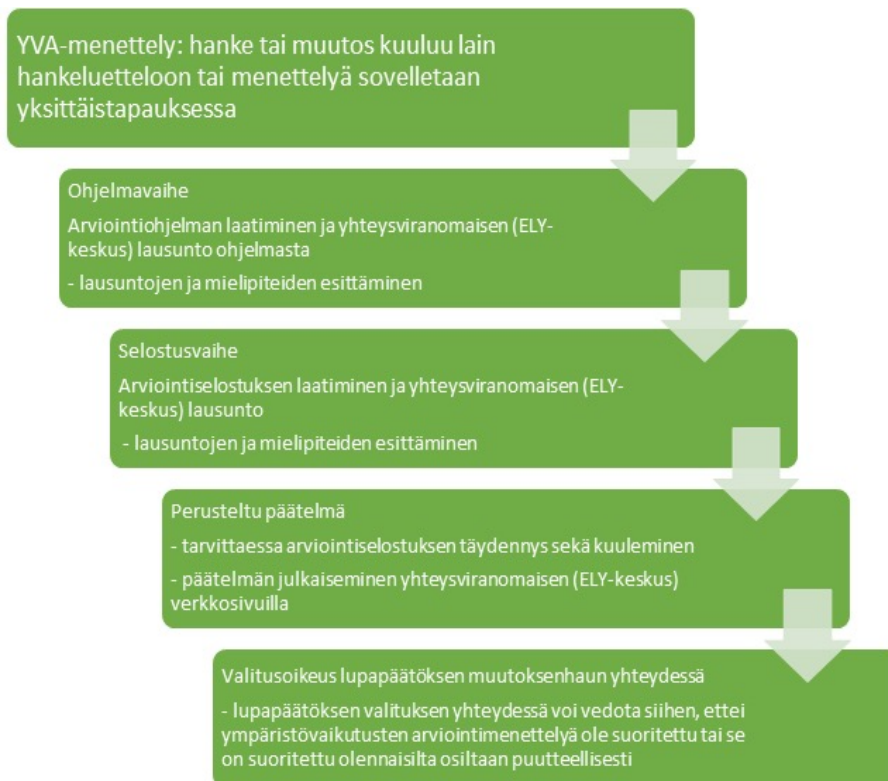 YVA-menettely: hanke tai muutos kuuluu lain
hankeluetteloon tai menettelyä sovelletaan
yksittäistapauksessa
Ohjelmavaihe
Arviointiohjelman laatiminen ja yhteysviranomaisen (ELY-
keskus) lausunto ohjelmasta
- lausuntojen ja mielipiteiden esittäminen
Selostusvaihe
Arviointiselostuksen laatiminen ja yhteysviranomaisen (ELY-
keskus) lausunto
- lausuntojen ja mielipiteiden esittäminen
Perusteltu päätelmä
- tarvittaessa arviointiselostuksen täydennys sekä kuuleminen
- päätelmän julkaiseminen yhteysviranomaisen (ELY-keskus)
verkkosivuilla
Valitusoikeus lupapäätöksen muutoksenhaun yhteydessä
- lupapäätöksen valituksen yhteydessä voi vedota siihen, ettei
ympäristövaikutusten arviointimenettelyä ole suoritettu tai se
on suoritettu olennaisilta osiltaan puutteellisesti